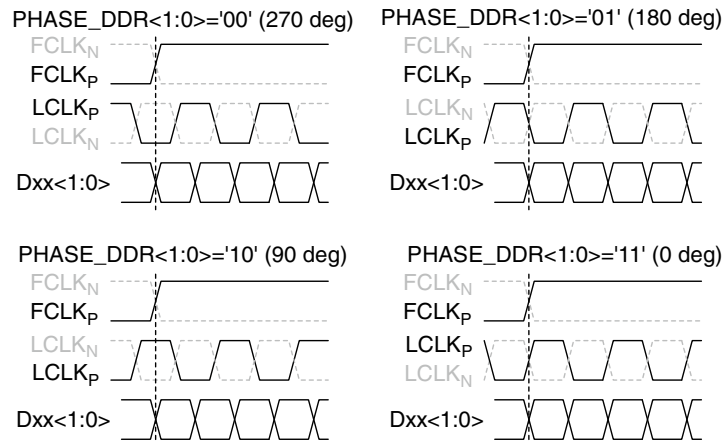 PHASE_DDR<1:0>='00' (270 deg)
FCLKN
FCLKP
LCLKP
LCLKN
Dxx<1:0>
PHASE_DDR<1:0>='01' (180 deg)
FCLKN
FCLKP
LCLKN
LCLKP
Dxx<1:0>
PHASE_DDR<1:0>='10' (90 deg)
FCLKN
FCLKP
LCLKN
LCLKP
Dxx<1:0>
PHASE_DDR<1:0>='11' (0 deg)
FCLKN
FCLKP
LCLKP
LCLKN
Dxx<1:0>